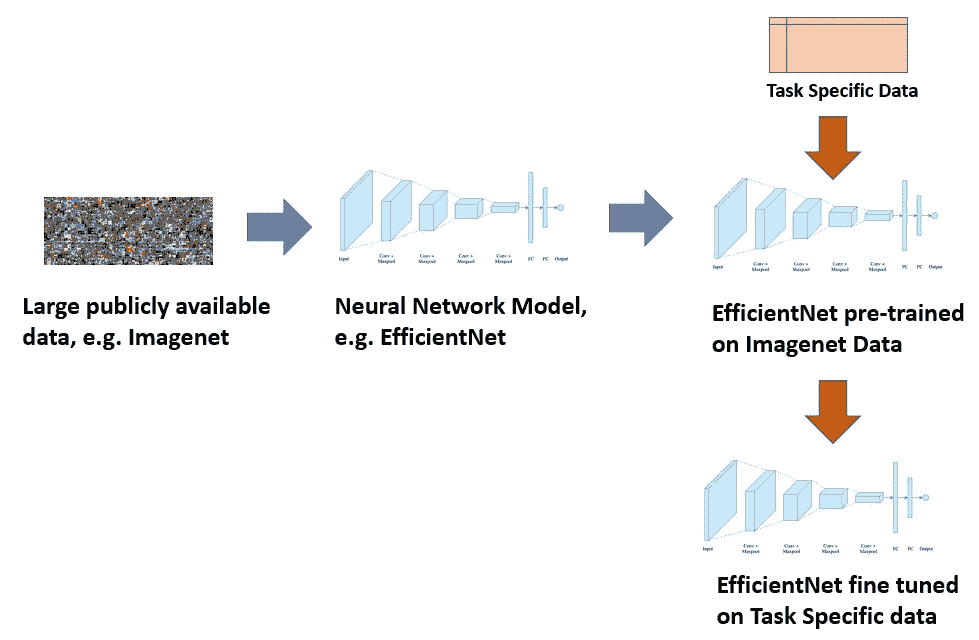 Task Specific Data
Input
Conv +
Maxpool
Conv +
Maxpool
Conv +
Maxpool
Conv +
Maxpool
FC
FC
Output
Input
Conv +
Maxpool
Conv +
Maxpool
Conv +
Maxpool
Conv +
Maxpool
FC
FC
Output
Large publicly available
data, e.g. Imagenet
Neural Network Model,
e.g. EfficientNet
EfficientNet pre-trained
on Imagenet Data
Input
Conv +
Maxpool
Conv +
Maxpool
Conv +
Maxpool
Conv +
Maxpool
FC
FC
Output
EfficientNet fine tuned
on Task Specific data